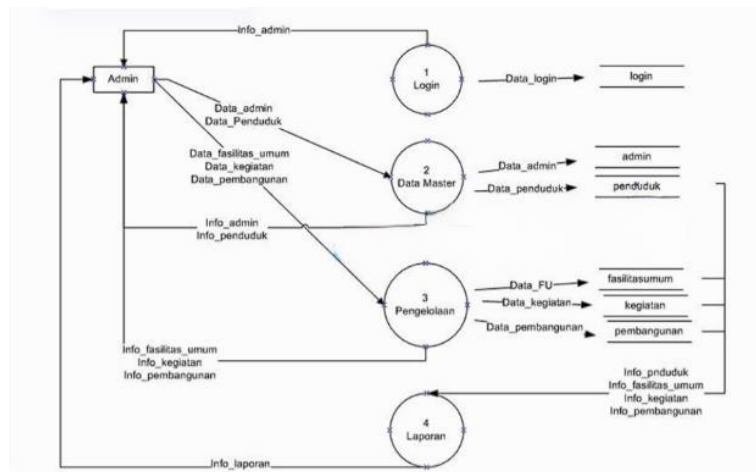 Info_admin
Admin
1
Login
Data_login
login
Data_admin
Data_Penduduk
Data_fasilitas_umum
Data_kegiatan
Data_pembangunan
2
Data Master
Data_admin
admin
Data_penduduk
penduduk
Info_admin
Info_penduduk
3
Pengelolaan
Data_FU
fasilitasumum
Data_kegiatan
kegiatan
Data_pembangunan
pembangunan
Info_fasilitas_umum
Info_kegiatan
Info_pembangunan
Info_pnduduk
Info_fasilitas_umum
Info_kegiatan
Info_pembangunan
4
Laporan
Info_laporan